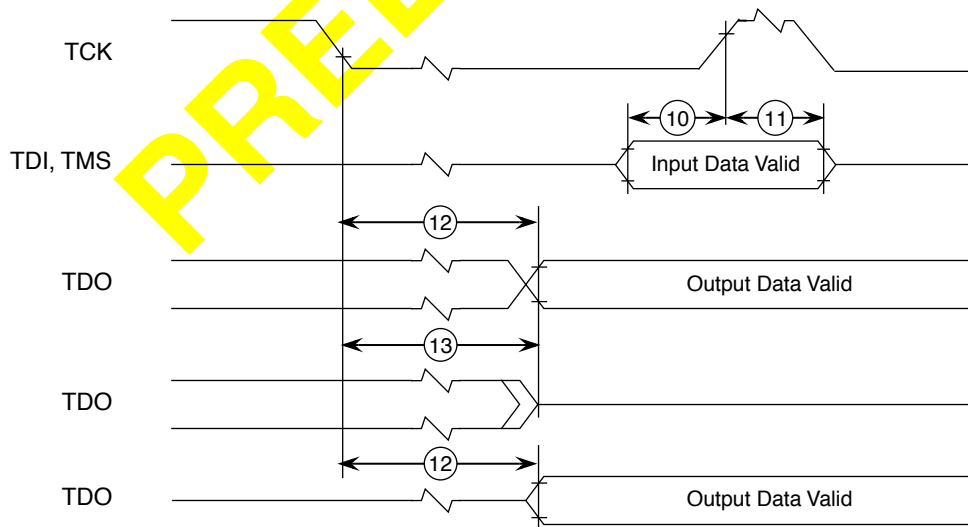 TCK
10
11
TDI, TMS
Input Data Valid
12
TDO
Output Data Valid
13
TDO
12
TDO
Output Data Valid